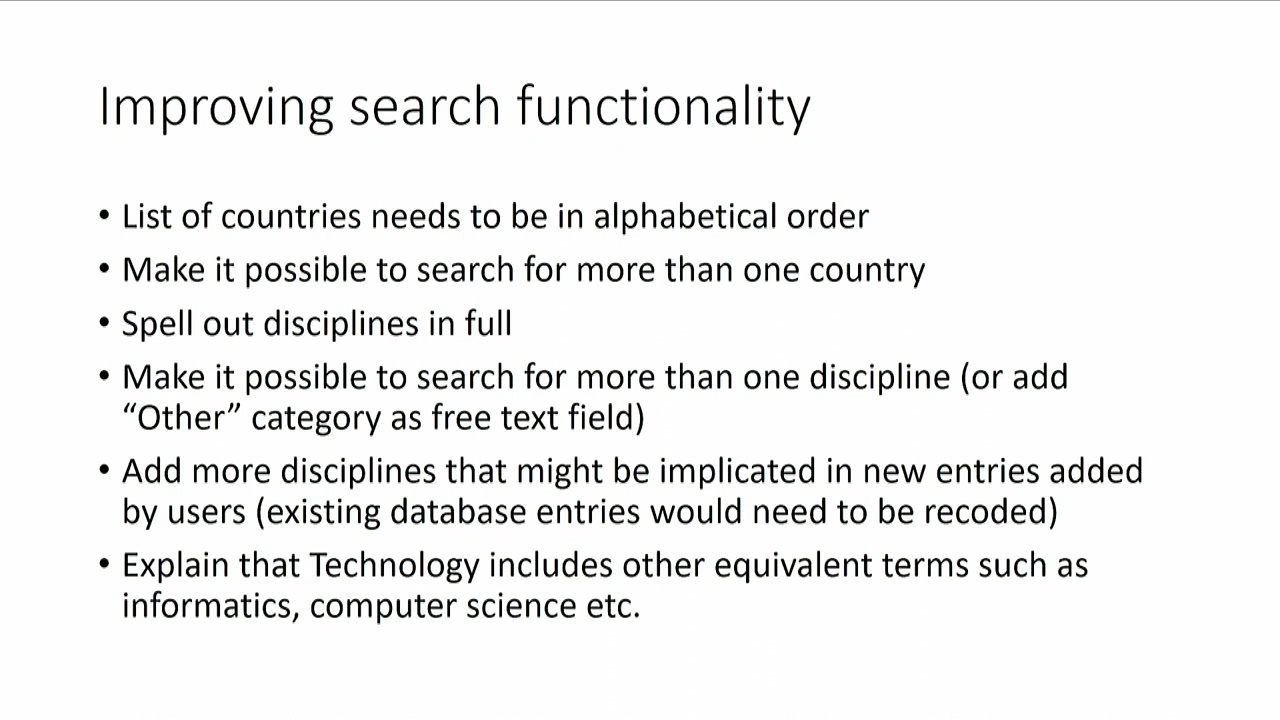 Improving search functionality
• List of countries needs to be in alphabetical order
• Make it possible to search for more than one country
• Spell out disciplines in full
• Make it possible to search for more than one discipline (or add
“Other” category as free text field)
• Add more disciplines that might be implicated in new entries added
by users (existing database entries would need to be recoded)
• Explain that Technology includes other equivalent terms such as
informatics, computer science etc.